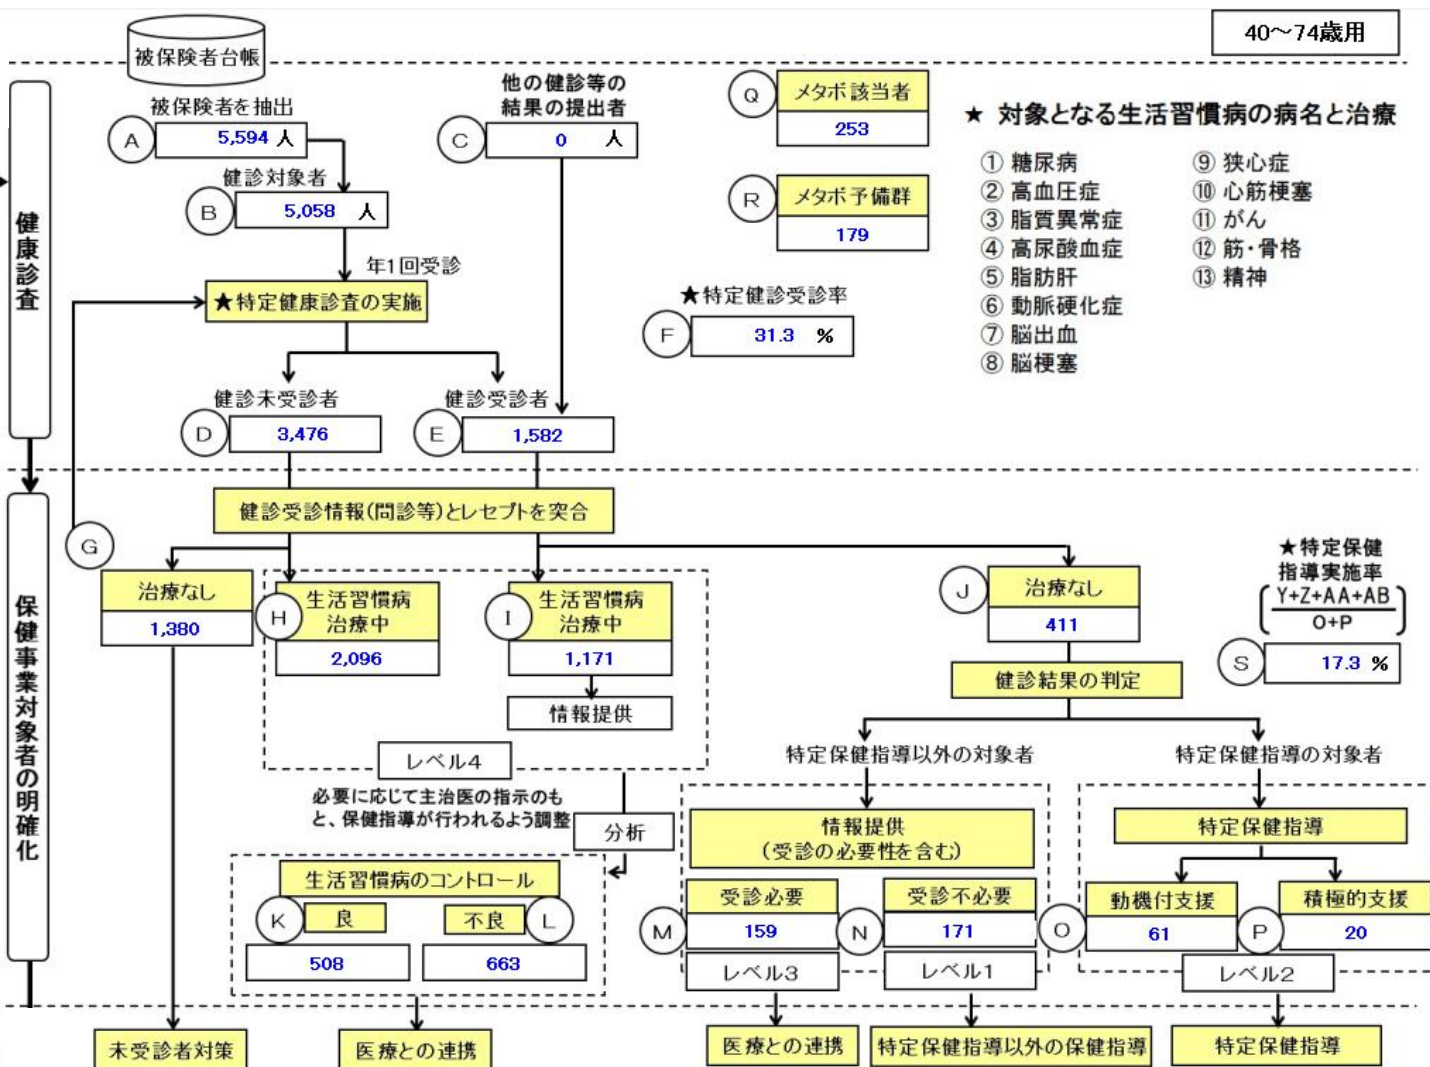 40～74歳用
被保険者台帳
被保険者を抽出
A
5,594 人
他の健診等の
結果の提出者
C
0 人
Q
メタボ該当者
253
★ 対象となる生活習慣病の病名と治療
① 糖尿病
② 高血圧症
③ 脂質異常症
④ 高尿酸血症
⑤ 脂肪肝
⑥ 動脈硬化症
⑦ 脳出血
⑧ 脳梗塞
⑨ 狭心症
⑩ 心筋梗塞
⑪ がん
⑫ 筋・骨格
⑬ 精神
健診対象者
B
5,058 人
R
メタボ予備群
179
健康診査
年1回受診
★特定健康診査の実施
★特定健診受診率
F
31.3 %
健診未受診者
D
3,476
健診受診者
E
1,582
健診受診情報(問診等)とレセプトを突合
G
治療なし
1,380
H
生活習慣病
治療中
2,096
I
生活習慣病
治療中
1,171
情報提供
レベル4
J
治療なし
411
★特定保健
指導実施率
Y+Z+AA+AB
O+P
S
17.3 %
健診結果の判定
保健事業対象者の明確化
特定保健指導以外の対象者
特定保健指導の対象者
必要に応じて主治医の指示のも
と、保健指導が行われるよう調整
分析
情報提供
(受診の必要性を含む)
特定保健指導
生活習慣病のコントロール
K
良
508
不良
L
663
M
受診必要
159
レベル3
N
受診不必要
171
レベル1
O
動機付支援
61
P
積極的支援
20
レベル2
未受診者対策
医療との連携
医療との連携
特定保健指導以外の保健指導
特定保健指導